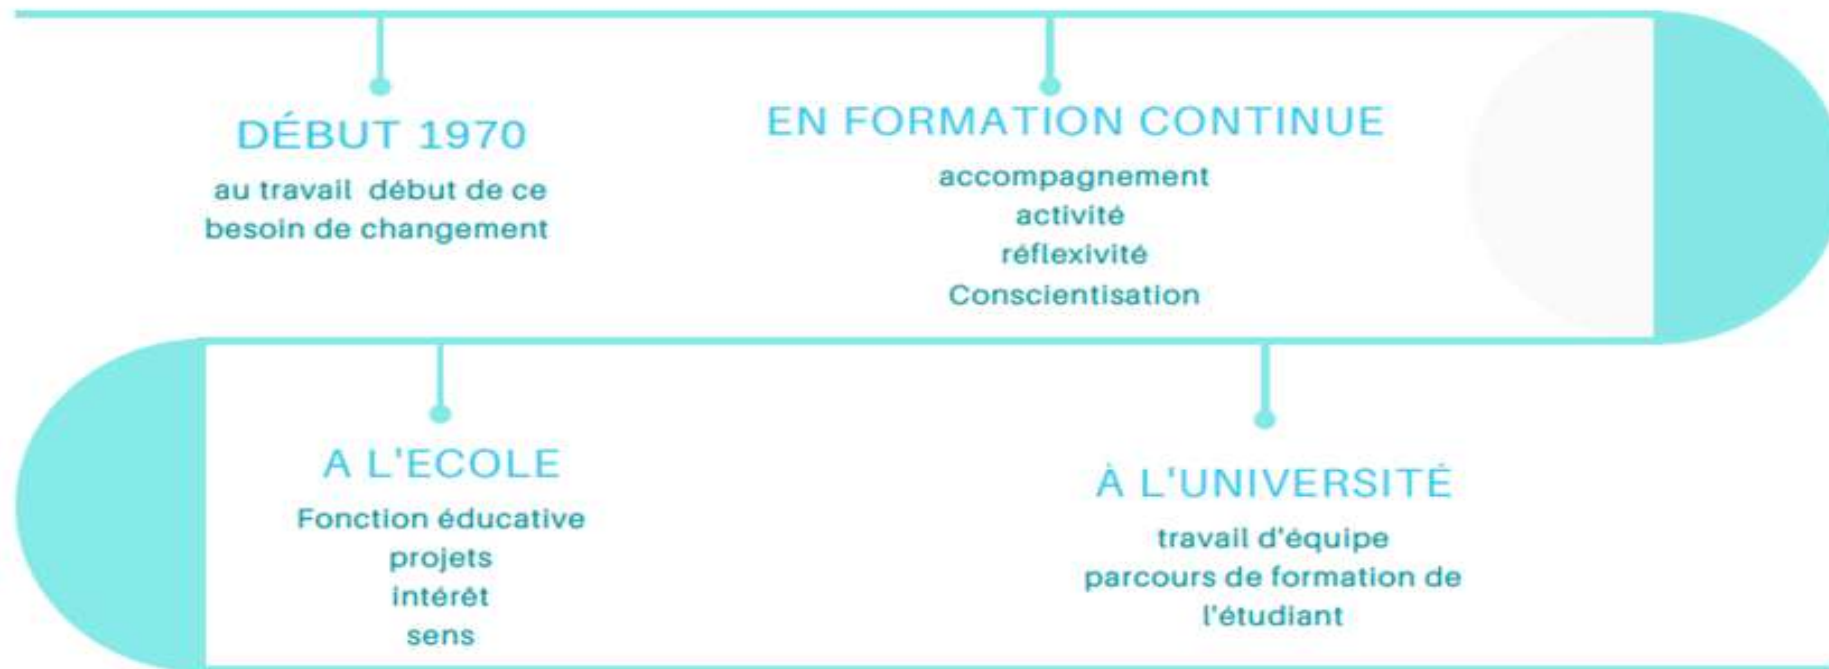 DÉBUT 1970
au travail début de ce
besoin de changement
EN FORMATION CONTINUE
accompagnement
activité
réflexivité
Conscientisation
A L'ECOLE
Fonction éducative
projets
intérêt
sens
À L'UNIVERSITÉ
travail d'équipe
parcours de formation de
l'étudiant